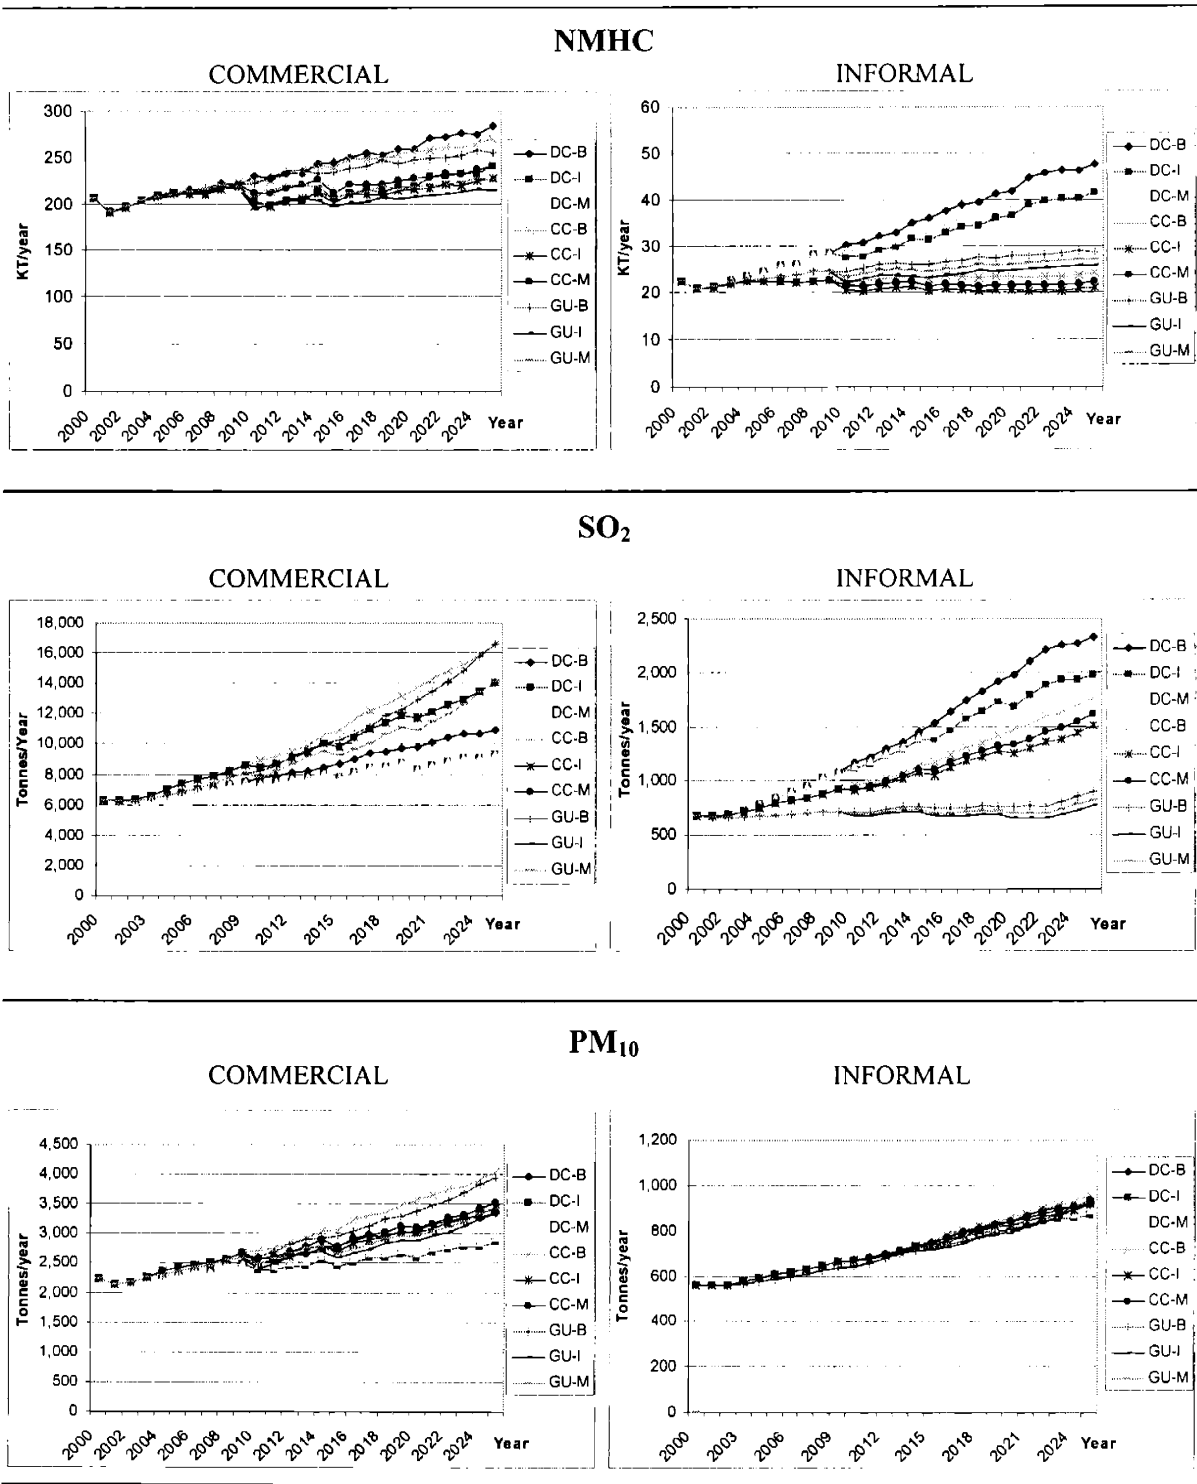 NMHC
COMMERCIAL
300
250
200
150
100
50
0
KT/year
2000 2002 2004 2006 2008 2010 2012 2014 2016 2018 2020 2022 2024 Year
DC-B
DC-I
DC-M
CC-B
CC-I
CC-M
GU-B
GU-I
GU-M
INFORMAL
60
50
40
30
20
10
0
KT/year
2000 2002 2004 2006 2008 2010 2012 2014 2016 2018 2020 2022 2024 Year
DC-B
DC-I
DC-M
CC-B
CC-I
CC-M
GU-B
GU-I
GU-M
SO2
COMMERCIAL
18,000
16,000
14,000
12,000
10,000
8,000
6,000
4,000
2,000
0
Tonnes/Year
2000 2003 2006 2009 2012 2015 2018 2021 2024 Year
DC-B
DC-I
DC-M
CC-B
CC-I
CC-M
GU-B
GU-I
GU-M
INFORMAL
2,500
2,000
1,500
1,000
500
0
Tonnes/year
2000 2002 2004 2006 2008 2010 2012 2014 2016 2018 2020 2022 2024 Year
DC-B
DC-I
DC-M
CC-B
CC-I
CC-M
GU-B
GU-I
GU-M
PM10
COMMERCIAL
4,500
4,000
3,500
3,000
2,500
2,000
1,500
1,000
500
0
Tonnes/year
2000 2002 2004 2006 2008 2010 2012 2014 2016 2018 2020 2022 2024 Year
DC-B
DC-I
DC-M
CC-B
CC-I
CC-M
GU-B
GU-I
GU-M
INFORMAL
1,200
1,000
800
600
400
200
0
Tonnes/year
2000 2003 2006 2009 2012 2015 2018 2021 2024 Year
DC-B
DC-I
DC-M
CC-B
CC-I
CC-M
GU-B
GU-I
GU-M